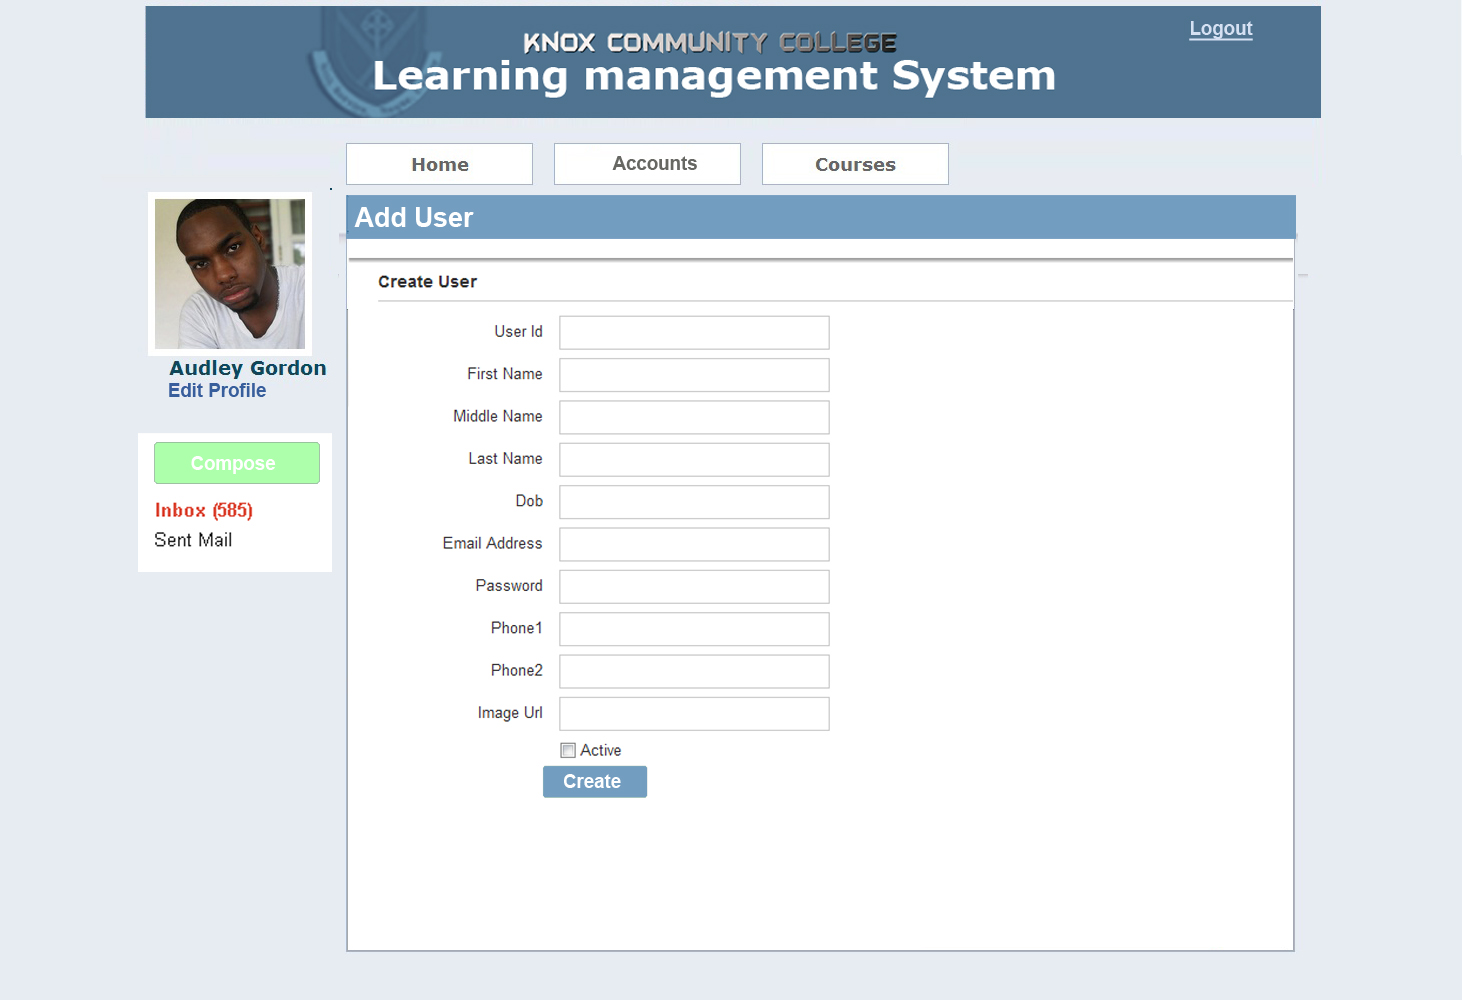 KNOX COMMUNITY COLLEGE
Learning management System
Logout
Home
Accounts
Courses
Add User
Audley Gordon
Edit Profile
Compose
Inbox (585)
Sent Mail
Create User
User Id
First Name
Middle Name
Last Name
Dob
Email Address
Password
Phone1
Phone2
Image Url
Active
Create